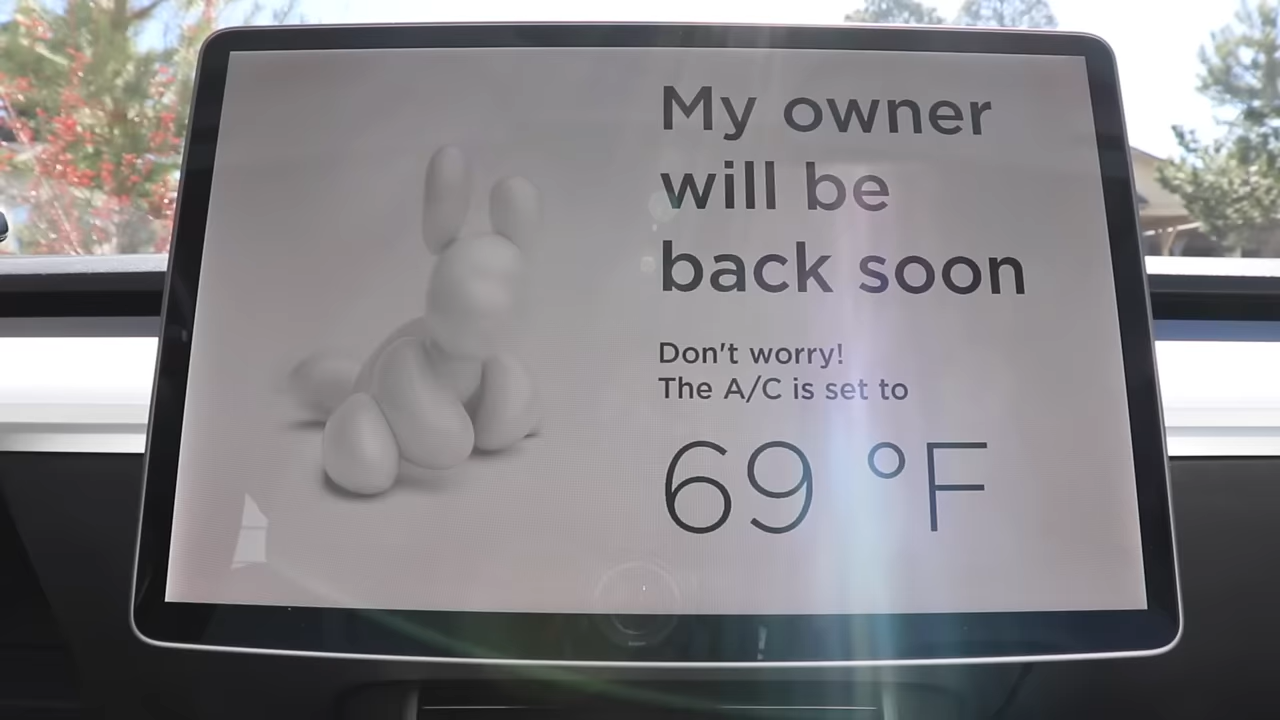 My owner
will be
back soon
Don't worry!
The A/C is set to
69 °F